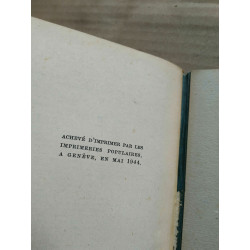 ACHEVÉ D'IMPRIMER PAR LES
IMPRIMERIES POPULAIRES,
A GENÈVE, EN MAI 1944.